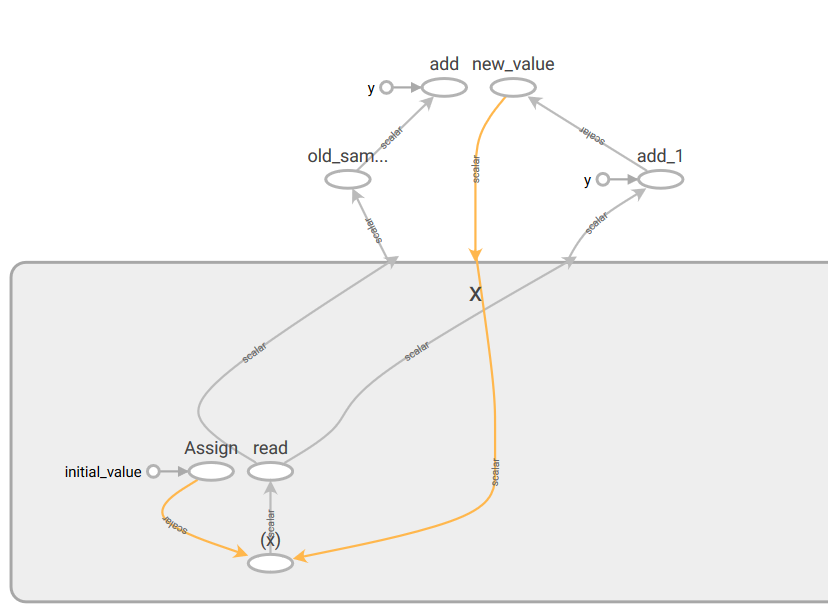 add new_value
y
scalar
old_sam...
scalar
scalar
add_1
y
scalar
scalar
X
scalar
scalar
Assign read
initial_value
scalar
scalar
scalar
(x)